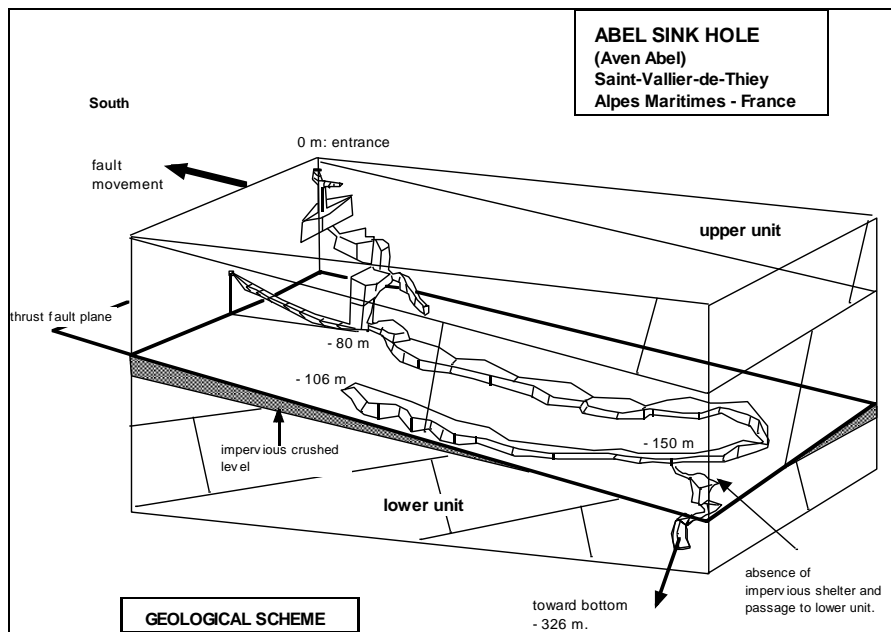 ABEL SINK HOLE
(Aven Abel)
Saint-Vallier-de-Thiey
Alpes Maritimes - France
South
0 m: entrance
fault
movement
upper unit
thrust fault plane
- 80 m
- 106 m
- 150 m
impervious crushed
level
lower unit
absence of
impervious shelter and
passage to lower unit.
toward bottom
- 326 m.
GEOLOGICAL SCHEME